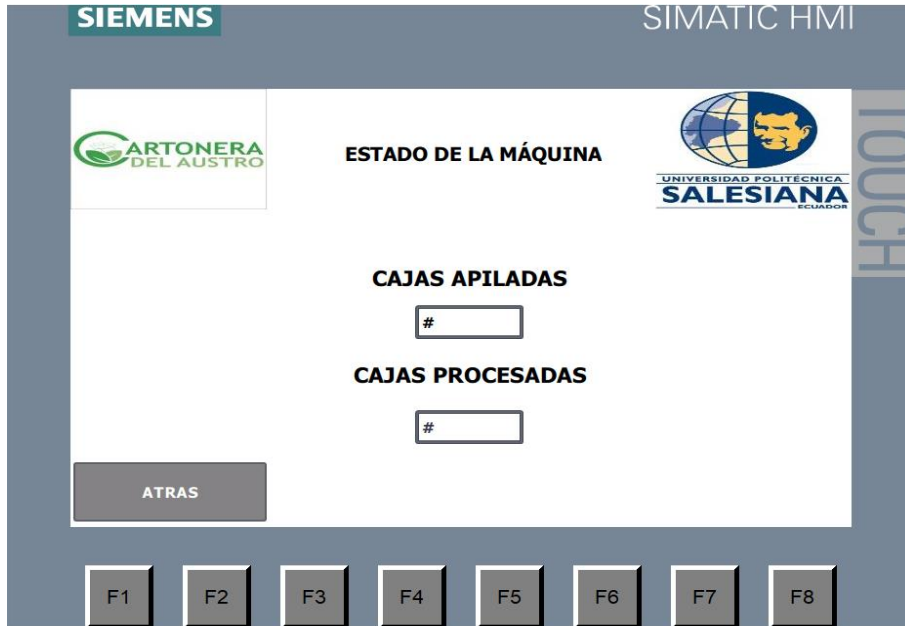 SIEMENS
SIMATIC HMI
TOUCH
CARTONERA
DEL AUSTRO
ESTADO DE LA MÁQUINA
UNIVERSIDAD POLITÉCNICA
SALESIANA
ECUADOR
CAJAS APILADAS
#
CAJAS PROCESADAS
#
ATRAS
F1 F2 F3 F4 F5 F6 F7 F8